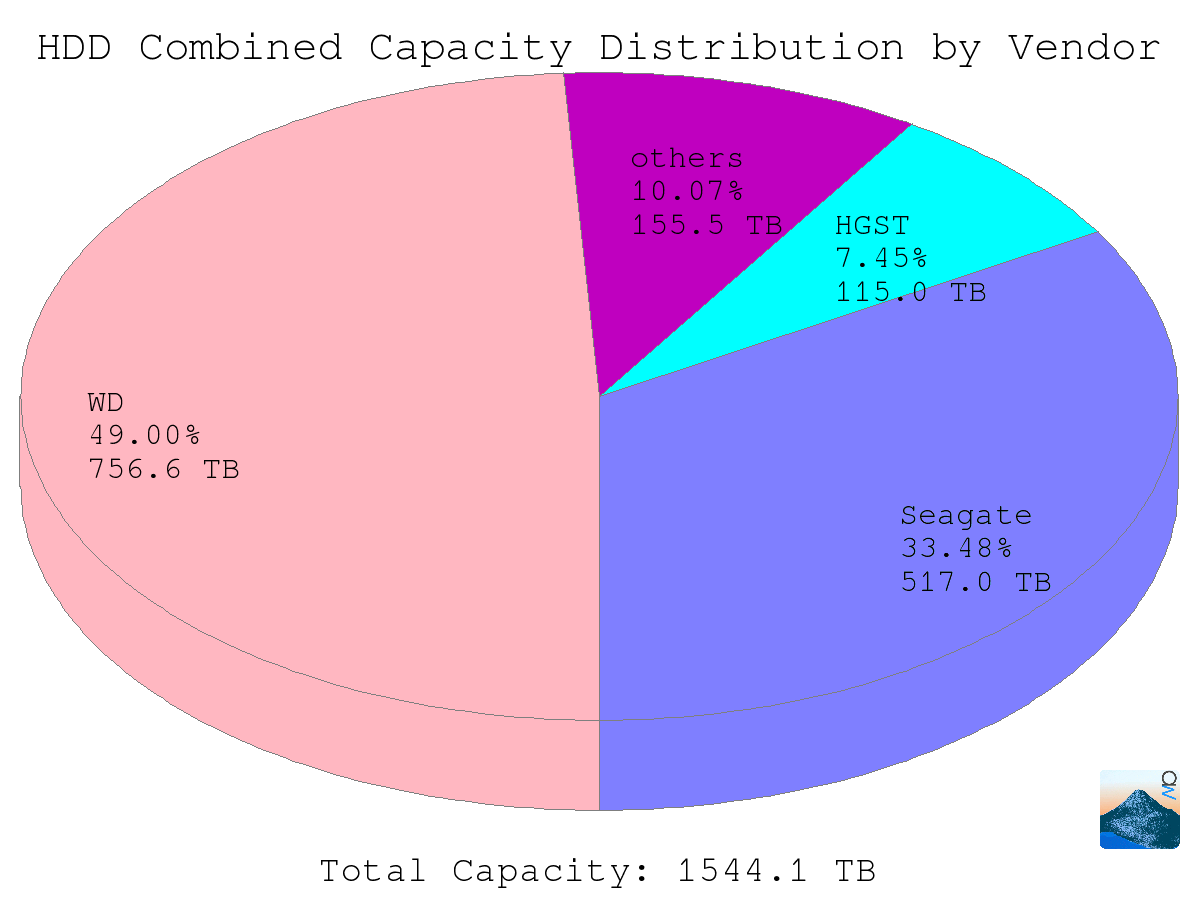 HDD Combined Capacity Distribution by Vendor
others
10.07%
155.5 TB
HGST
7.45%
115.0 TB
WD
49.00%
756.6 TB
Seagate
33.48%
517.0 TB
Total Capacity: 1544.1 TB